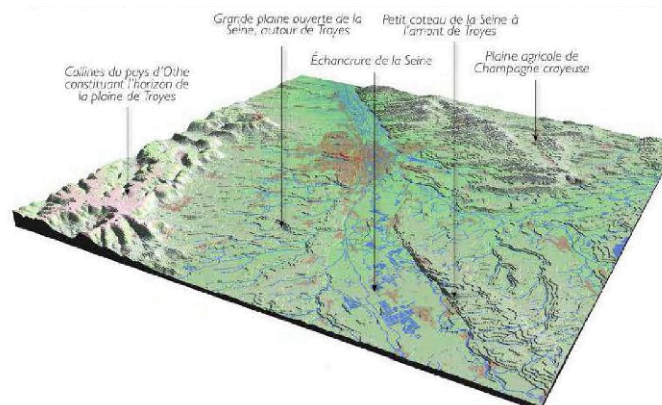 Grande plaine ouverte de la
Seine, autour de Troyes
Petit coteau de la Seine à
l'amont de Troyes
Échancrure de la Seine
Plaine agricole de
Champagne crayeuse
Collines du pays d'Othe
constituant l'horizon de
la plaine de Troyes